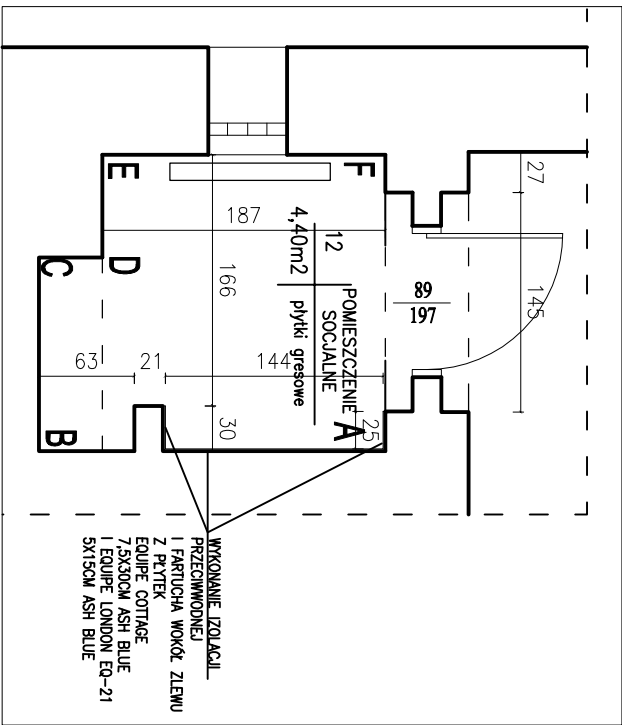 27
145
89
197
F
E
187
12
4,40m2
POMIESZCZENIE
SOCJALNE
płytki gresowe
D
C
166
63
21
144
25
30
A
B
WYKONANIE IZOLACJI
PRZECIWWODNEJ
I FARTUCHA WOKÓŁ ZLEWU
Z PŁYTEK
EQUIPE COTTAGE
7,5X30CM ASH BLUE
I EQUIPE LONDON EQ-21
5X15CM ASH BLUE